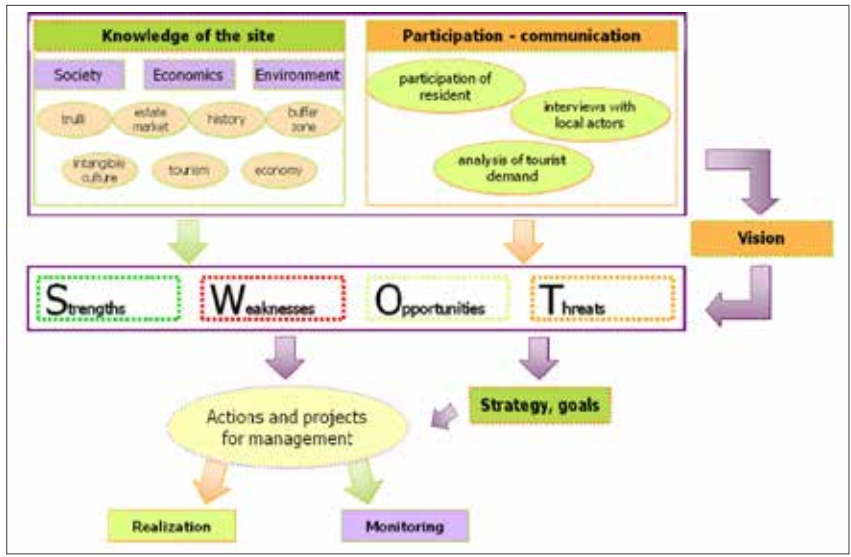 Knowledge of the site
Participation - communication
Society
Economics
Environment
trulli
estate
market
history
buffer
zone
intangible
culture
tourism
economy
participation of
resident
interviews with
local actors
analysis of tourist
demand
Vision
Strengths
Weaknesses
Opportunities
Threats
Actions and projects
for management
Strategy, goals
Realization
Monitoring